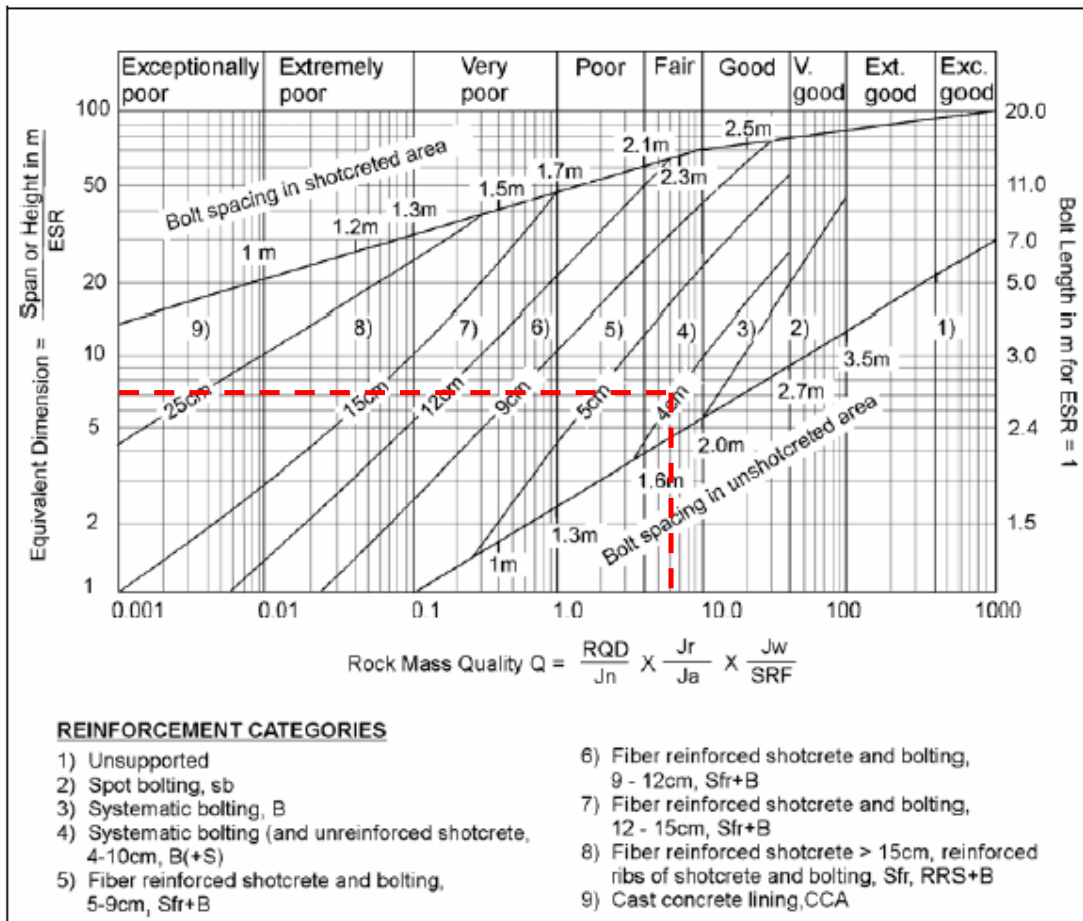 Exceptionally poor
Extremely poor
Very poor
Poor
Fair
Good
V. good
Ext. good
Exc. good
100
50
20
10
5
2
1
Equivalent Dimension = Span or Height in m
ESR
20.0
11.0
7.0
5.0
3.0
2.4
1.5
Bolt Length in m for ESR = 1
Bolt spacing in shotcreted area
1 m
1.2m
1.3m
1.5m
1.7m
2.1m
2.3m
2.5m
9)
8)
7)
6)
5)
4)
3)
2)
1)
25cm
15cm
12cm
9cm
5cm
4cm
3.5m
2.7m
2.0m
1.6m
1.3m
1m
Bolt spacing in unshotcreted area
0.001
0.01
0.1
1.0
10.0
100
1000
Rock Mass Quality Q = RQD/Jn X Jr/Ja X Jw/SRF
REINFORCEMENT CATEGORIES
1) Unsupported
2) Spot bolting, sb
3) Systematic bolting, B
4) Systematic bolting (and unreinforced shotcrete,
4-10cm, B(+S)
5) Fiber reinforced shotcrete and bolting,
5-9cm, Sfr+B
6) Fiber reinforced shotcrete and bolting,
9 - 12cm, Sfr+B
7) Fiber reinforced shotcrete and bolting,
12 - 15cm, Sfr+B
8) Fiber reinforced shotcrete > 15cm, reinforced
ribs of shotcrete and bolting, Sfr, RRS+B
9) Cast concrete lining,CCA